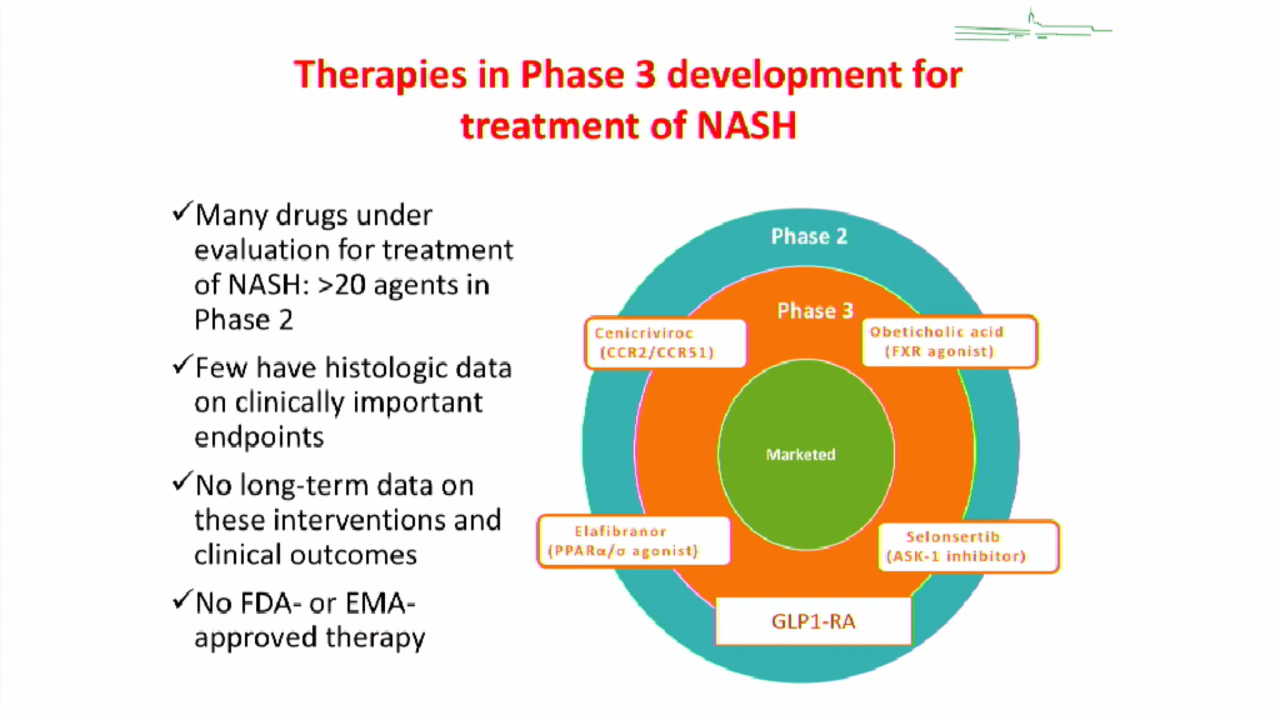 Therapies in Phase 3 development for
treatment of NASH
✓Many drugs under
evaluation for treatment
of NASH: >20 agents in
Phase 2
✓Few have histologic data
on clinically important
endpoints
✓No long-term data on
these interventions and
clinical outcomes
✓No FDA- or EMA-
approved therapy
Phase 2
Phase 3
Cenicriviroc
(CCR2/CCR51)
Obeticholic acid
(FXR agonist)
Marketed
Elafibranor
(PPARα/σ agonist)
Selonsertib
(ASK-1 inhibitor)
GLP1-RA